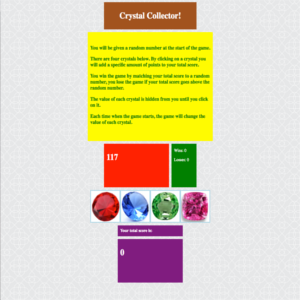 Crystal Collector!
You will be given a random number at the start of the game.
There are four crystals below. By clicking on a crystal you
will add a specific amount of points to your total score.
You win the game by matching your total score to a random
number, you lose the game if your total score goes above the
random number.
The value of each crystal is hidden from you until you click
on it.
Each time when the game starts, the game will change the
value of each crystal.
117
Wins: 0
Losses: 0
Your total score is:
0